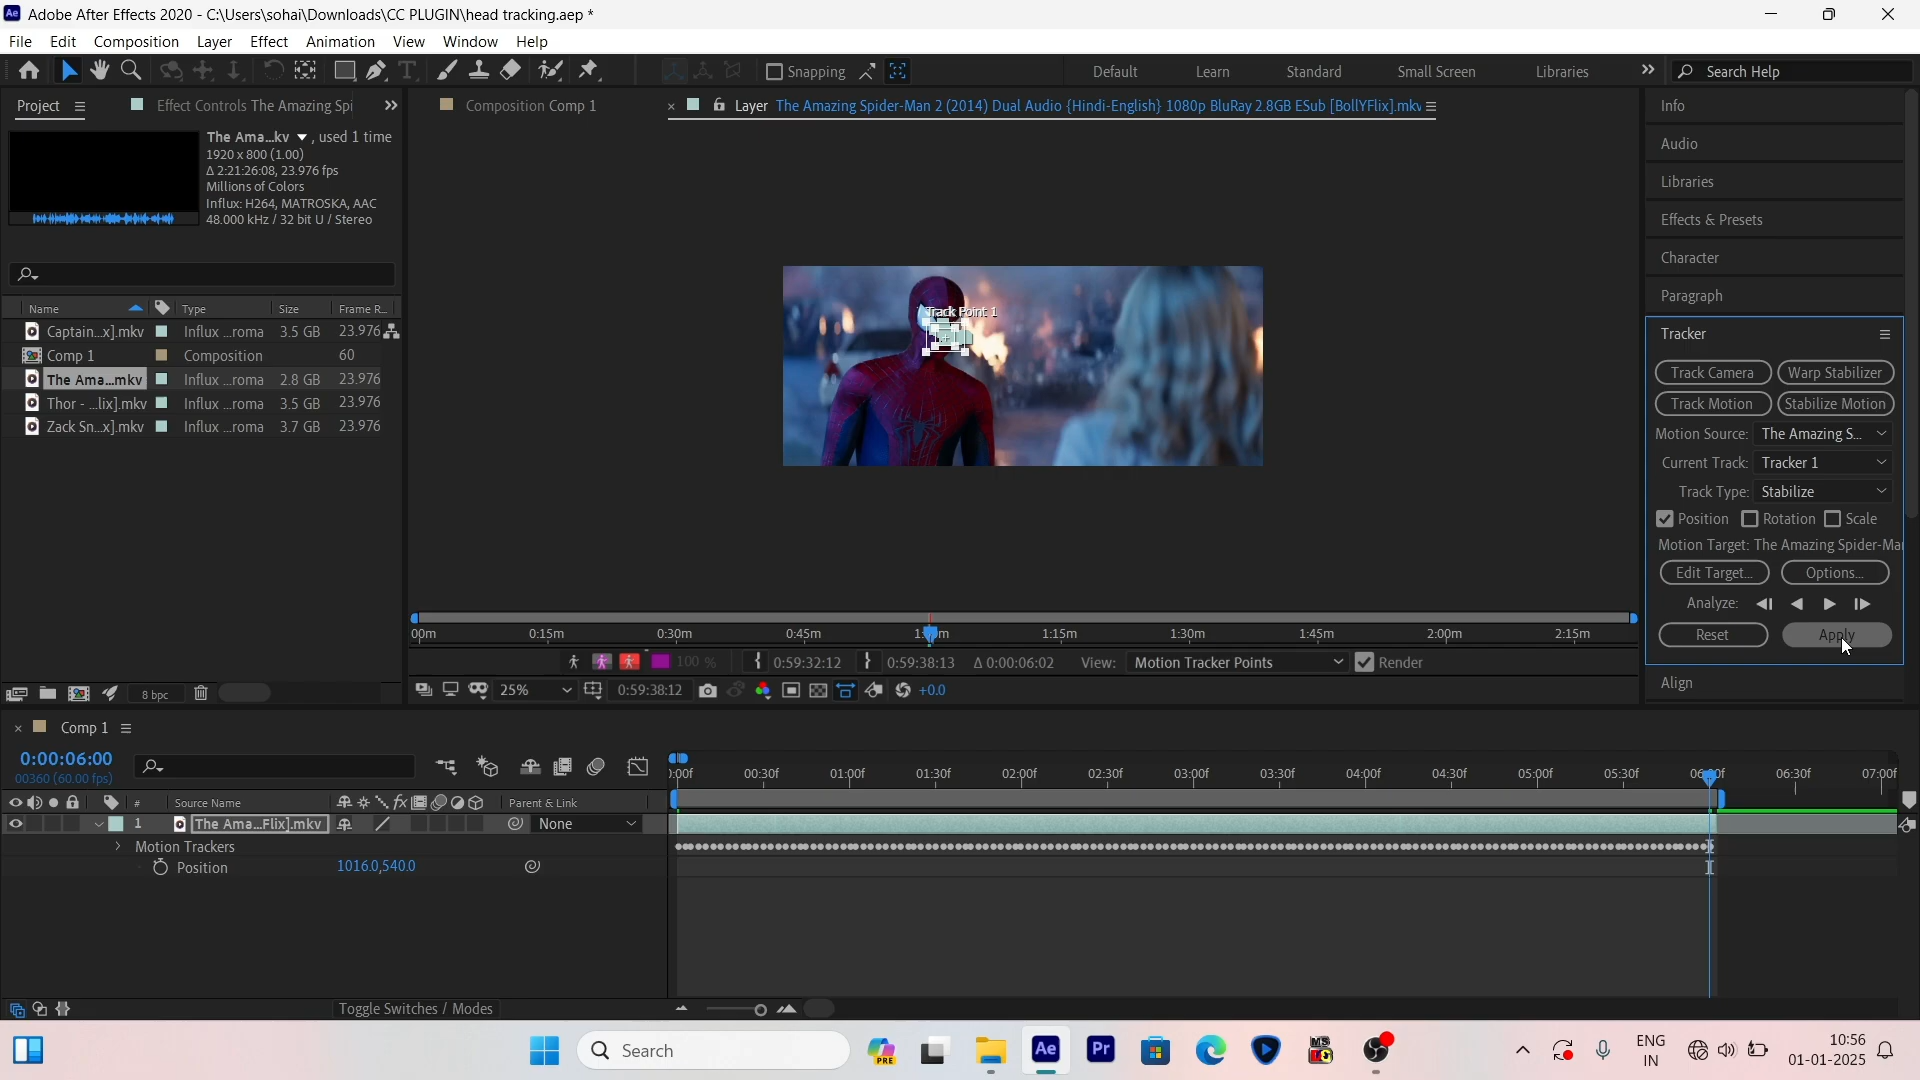 Adobe After Effects 2020 - C:\Users\sohai\Downloads\CC PLUGIN\head tracking.aep *
File Edit Composition Layer Effect Animation View Window Help
Snapping Default Learn Standard Small Screen Libraries Search Help
Project Effect Controls The Amazing Spi Composition Comp 1 Layer The Amazing Spider-Man 2 (2014) Dual Audio {Hindi-English} 1080p BluRay 2.8GB ESub [BollYFlix].mkv
The Ama...kv ▼, used 1 time
1920 x 800 (1.00)
Δ 2:21:26:08, 23.976 fps
Millions of Colors
Influx: H264, MATROSKA, AAC
48.000 kHz / 32 bit U / Stereo
Name Type Size Frame R...
Captain...x].mkv Influx ...roma 3.5 GB 23.976
Comp 1 Composition 60
The Ama...mkv Influx ...roma 2.8 GB 23.976
Thor - ...lix].mkv Influx ...roma 3.5 GB 23.976
Zack Sn...x].mkv Influx ...roma 3.7 GB 23.976
8 bpc
Track Point 1
00m 0:15m 0:30m 0:45m 1:00m 1:15m 1:30m 1:45m 2:00m 2:15m
100 % 0:59:32:12 0:59:38:13 Δ 0:00:06:02 View: Motion Tracker Points Render
25% 0:59:38:12 +0.0
Info
Audio
Libraries
Effects & Presets
Character
Paragraph
Tracker
Track Camera Warp Stabilizer
Track Motion Stabilize Motion
Motion Source: The Amazing S...
Current Track: Tracker 1
Track Type: Stabilize
Position Rotation Scale
Motion Target: The Amazing Spider-Ma
Edit Target... Options...
Analyze:
Reset Apply
Align
Comp 1
0:00:06:00
00360 (60.00 fps)
):00f 00:30f 01:00f 01:30f 02:00f 02:30f 03:00f 03:30f 04:00f 04:30f 05:00f 05:30f 06:00f 06:30f 07:00f
# Source Name Parent & Link
1 The Ama...Flix].mkv None
Motion Trackers
Position 1016.0,540.0
Toggle Switches / Modes
Search PRE Ae Pr ENG
IN 10:56
01-01-2025